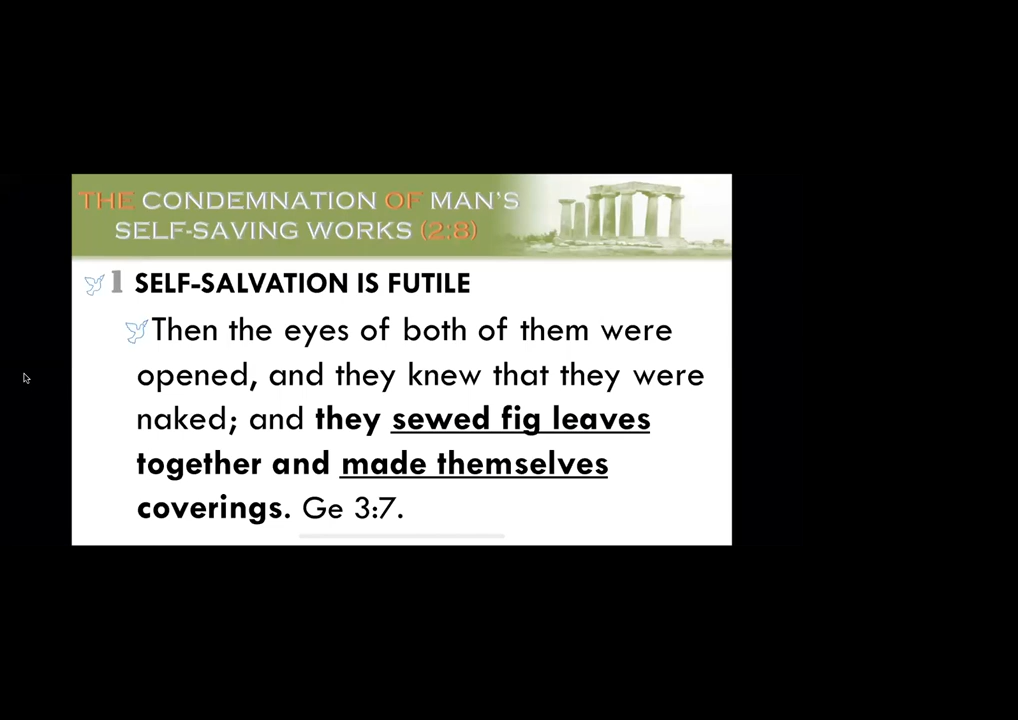 THE CONDEMNATION OF MAN'S
SELF-SAVING WORKS (2:8)
1 SELF-SALVATION IS FUTILE
Then the eyes of both of them were
opened, and they knew that they were
naked; and they sewed fig leaves
together and made themselves
coverings. Ge 3:7.